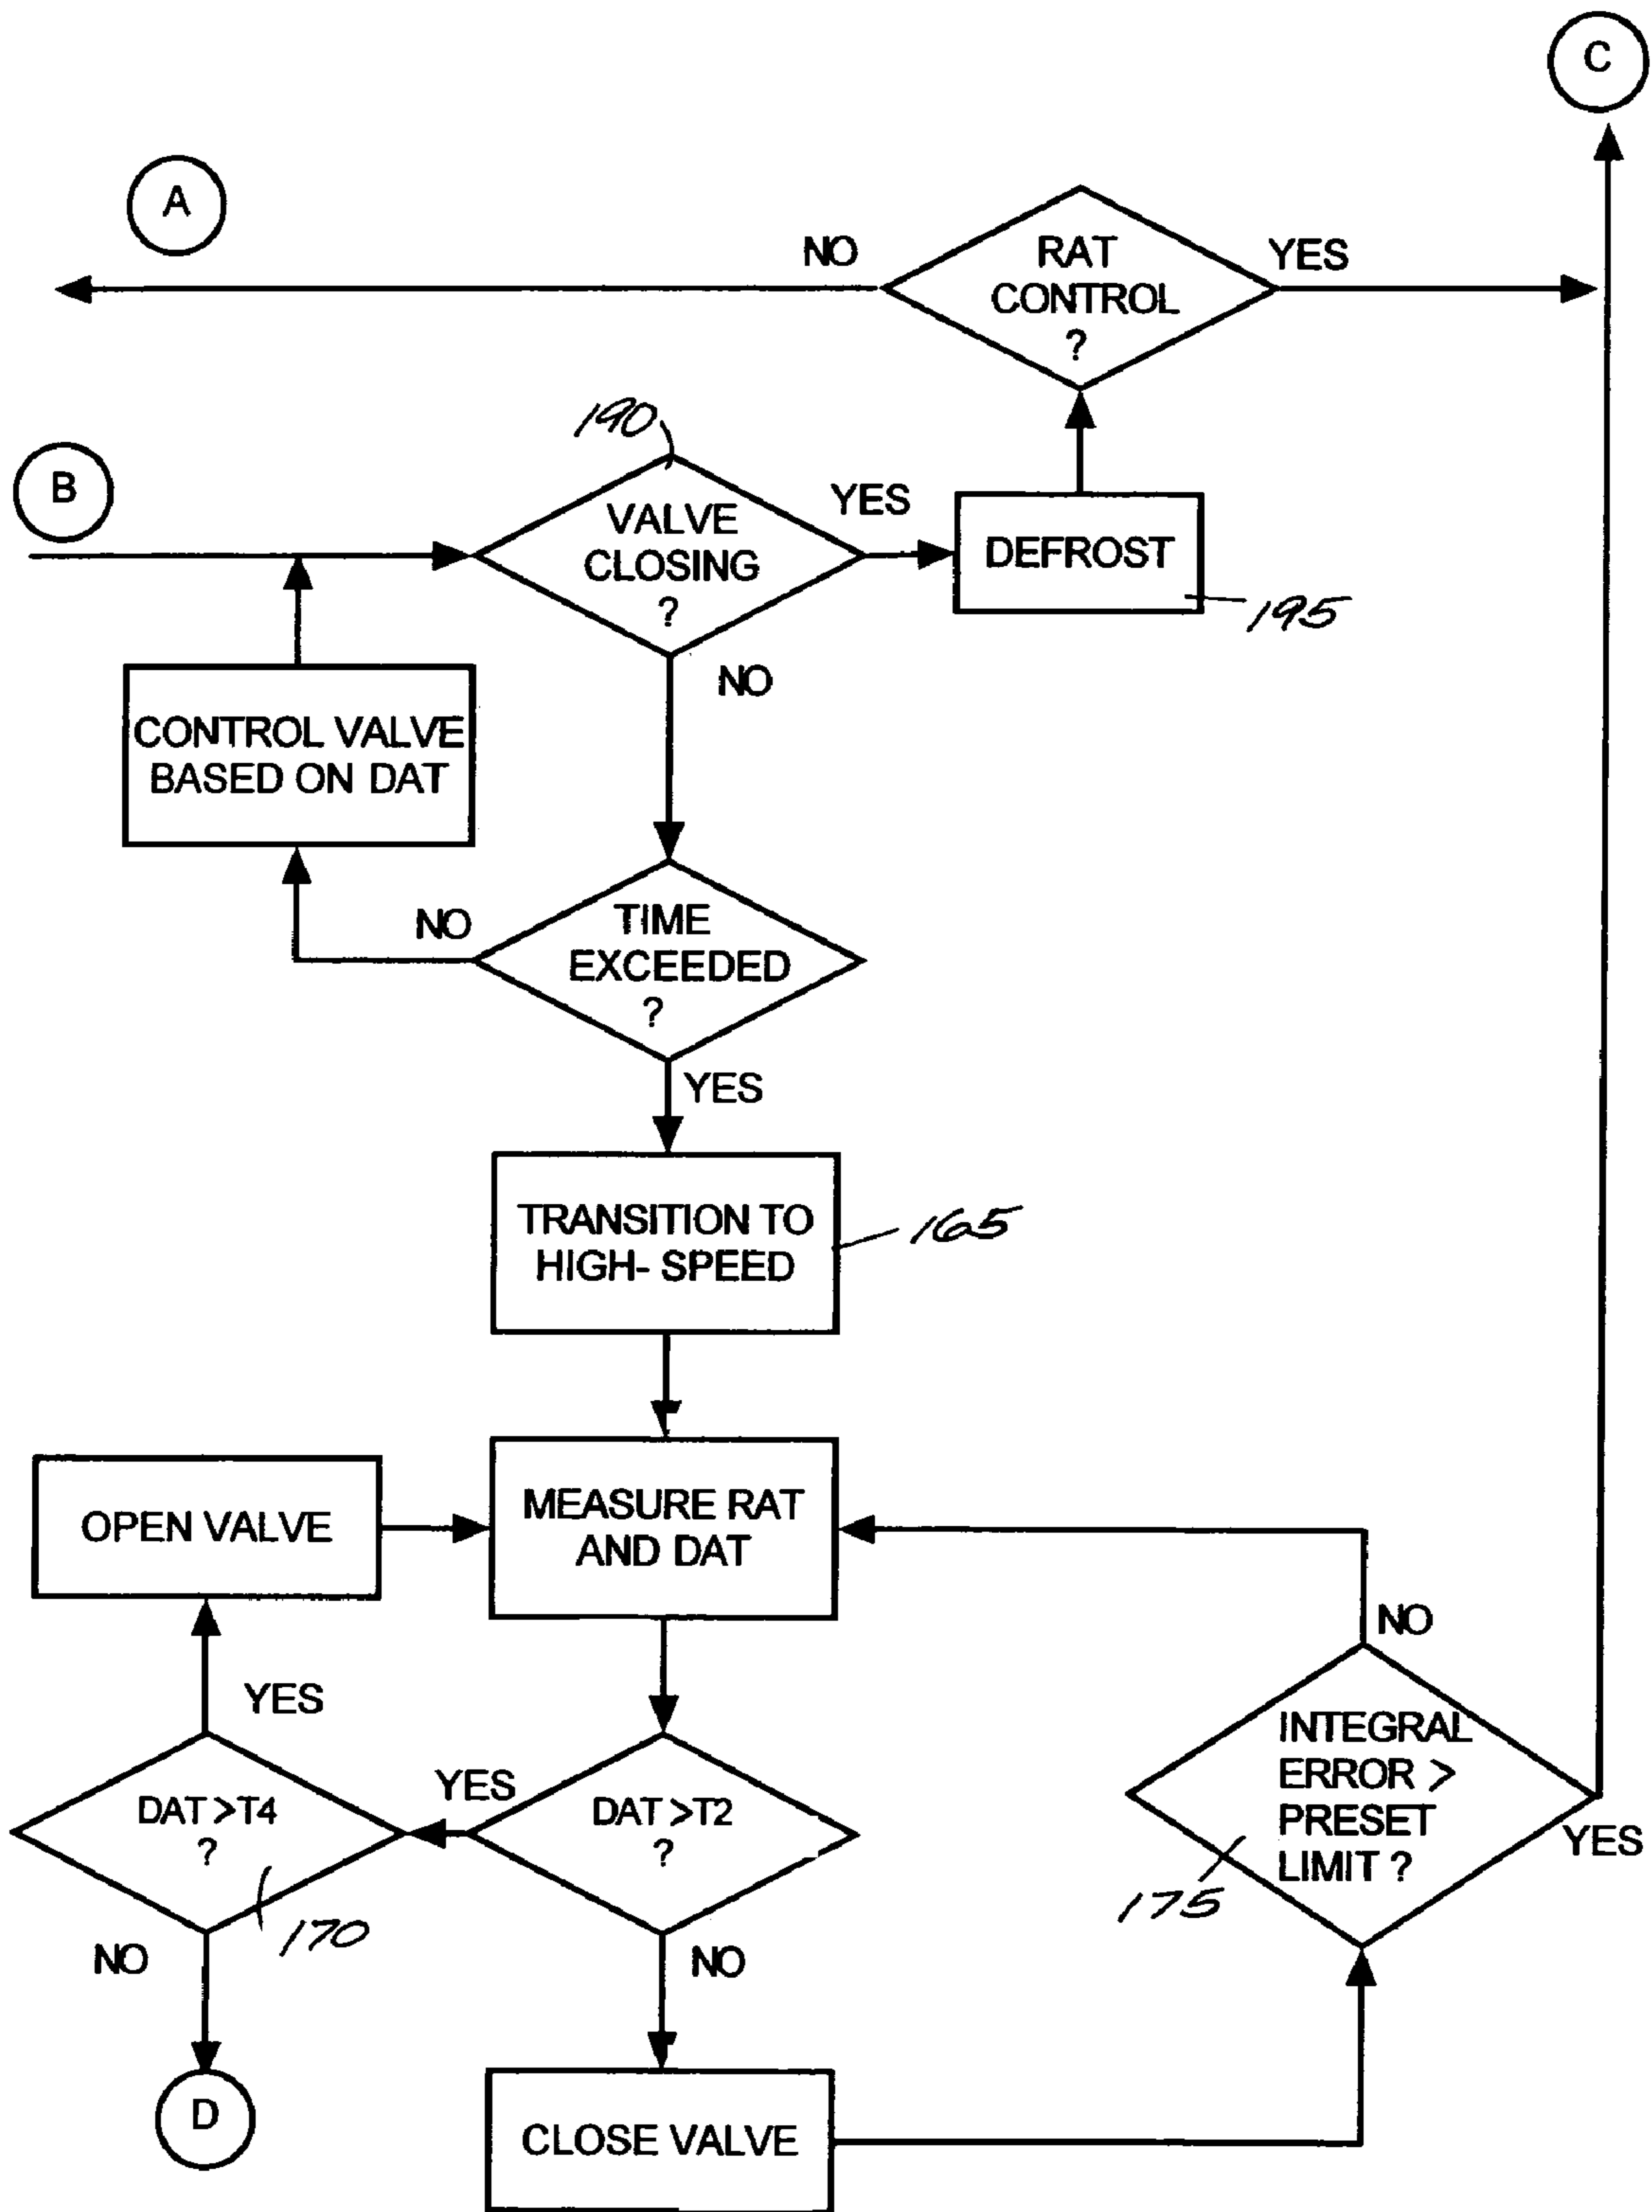 C
A
NO
RAT
CONTROL
?
YES
190
B
VALVE
CLOSING
?
YES
DEFROST
195
NO
CONTROL VALVE
BASED ON DAT
NO
TIME
EXCEEDED
?
YES
TRANSITION TO
HIGH- SPEED
165
OPEN VALVE
MEASURE RAT
AND DAT
NO
YES
DAT >T4
?
170
YES
DAT >T2
?
INTEGRAL
ERROR >
PRESET
LIMIT ?
YES
175
NO
NO
D
CLOSE VALVE